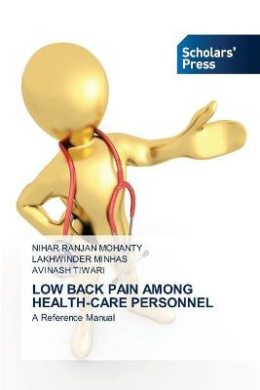 Scholars'
Press
NIHAR RANJAN MOHANTY
LAKHWINDER MINHAS
AVINASH TIWARI
LOW BACK PAIN AMONG
HEALTH-CARE PERSONNEL
A Reference Manual